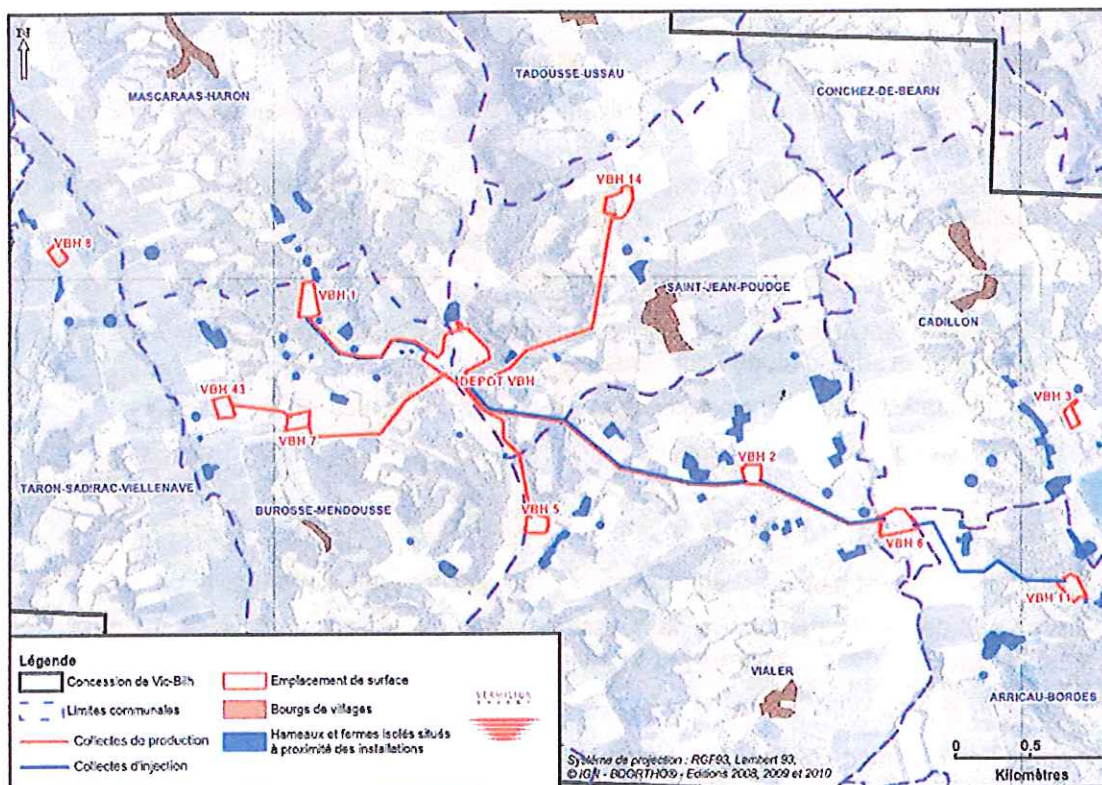 N
MASCARAAS-HARON
TADOUSSE-USSAU
CONCHEZ-DE-BEARN
VBH 14
VBH 8
VBH 1
SAINT-JEAN-POUDGE
CADILLON
DEPOT VBH
VBH 43
VBH 7
VBH 3
VBH 2
TARON-SADIRAC-VIELLENAVE
BUROSSE-MENDOUSSE
VBH 5
VBH 6
VBH 11
VIALER
ARRICAU-BORDES
Légende
Concession de Vic-Bilh
Limites communales
Collectes de production
Collectes d'injection
Emplacement de surface
Bourgs de villages
Hameaux et fermes isolés situés
à proximité des installations
VERMILION
ENERGY
Système de projection : RGF93, Lambert 93,
© IGN - BDORTHO® - Editions 2008, 2009 et 2010
0 0,5
Kilomètres